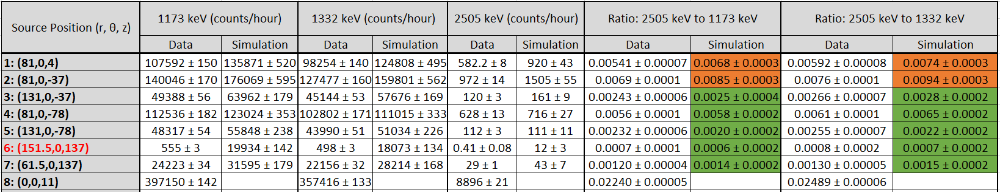 Source Position (r, θ, z) 1173 keV (counts/hour) 1332 keV (counts/hour) 2505 keV (counts/hour) Ratio: 2505 keV to 1173 keV Ratio: 2505 keV to 1332 keV
Data Simulation Data Simulation Data Simulation Data Simulation Data Simulation
1: (81,0,4) 107592 ± 150 135871 ± 520 98254 ± 140 124808 ± 495 582.2 ± 8 920 ± 43 0.00541 ± 0.00007 0.0068 ± 0.0003 0.00592 ± 0.00008 0.0074 ± 0.0003
2: (81,0,-37) 140046 ± 170 176069 ± 595 127477 ± 160 159801 ± 562 972 ± 14 1505 ± 55 0.0069 ± 0.0001 0.0085 ± 0.0003 0.0076 ± 0.0001 0.0094 ± 0.0003
3: (131,0,-37) 49388 ± 56 63962 ± 179 45144 ± 53 57676 ± 169 120 ± 3 161 ± 9 0.00243 ± 0.00006 0.0025 ± 0.0004 0.00266 ± 0.00007 0.0028 ± 0.0002
4: (81,0,-78) 112536 ± 182 123024 ± 353 102802 ± 171 111015 ± 333 628 ± 13 716 ± 27 0.0056 ± 0.0001 0.0058 ± 0.0002 0.0061 ± 0.0001 0.0065 ± 0.0002
5: (131,0,-78) 48317 ± 54 55848 ± 238 43990 ± 51 51034 ± 226 112 ± 3 111 ± 11 0.00232 ± 0.00006 0.0020 ± 0.0002 0.00255 ± 0.00007 0.0022 ± 0.0002
6: (151.5,0,137) 555 ± 3 19934 ± 142 498 ± 3 18073 ± 134 0.41 ± 0.08 12 ± 3 0.0007 ± 0.0001 0.0006 ± 0.0002 0.0008 ± 0.0002 0.0007 ± 0.0002
7: (61.5,0,137) 24223 ± 34 31595 ± 179 22156 ± 32 28214 ± 168 29 ± 1 43 ± 7 0.00120 ± 0.00004 0.0014 ± 0.0002 0.00130 ± 0.00005 0.0015 ± 0.0002
8: (0,0,11) 397150 ± 142 357416 ± 133 8896 ± 21 0.02240 ± 0.00005 0.02489 ± 0.00006